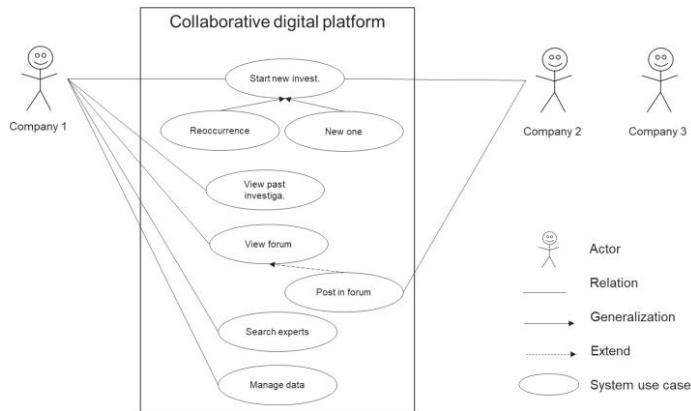 Collaborative digital platform
Start new invest.
Reoccurrence
New one
View past
investiga.
View forum
Post in forum
Search experts
Manage data
Company 1
Company 2
Company 3
Actor
Relation
Generalization
Extend
System use case